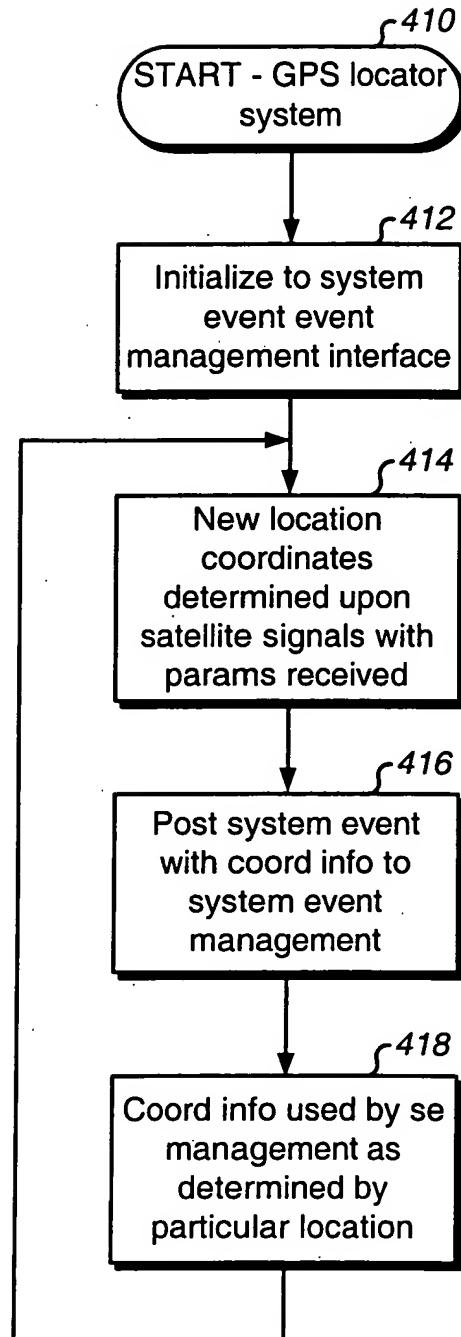 410
START - GPS locator
system
412
Initialize to system
event event
management interface
414
New location
coordinates
determined upon
satellite signals with
params received
416
Post system event
with coord info to
system event
management
418
Coord info used by se
management as
determined by
particular location